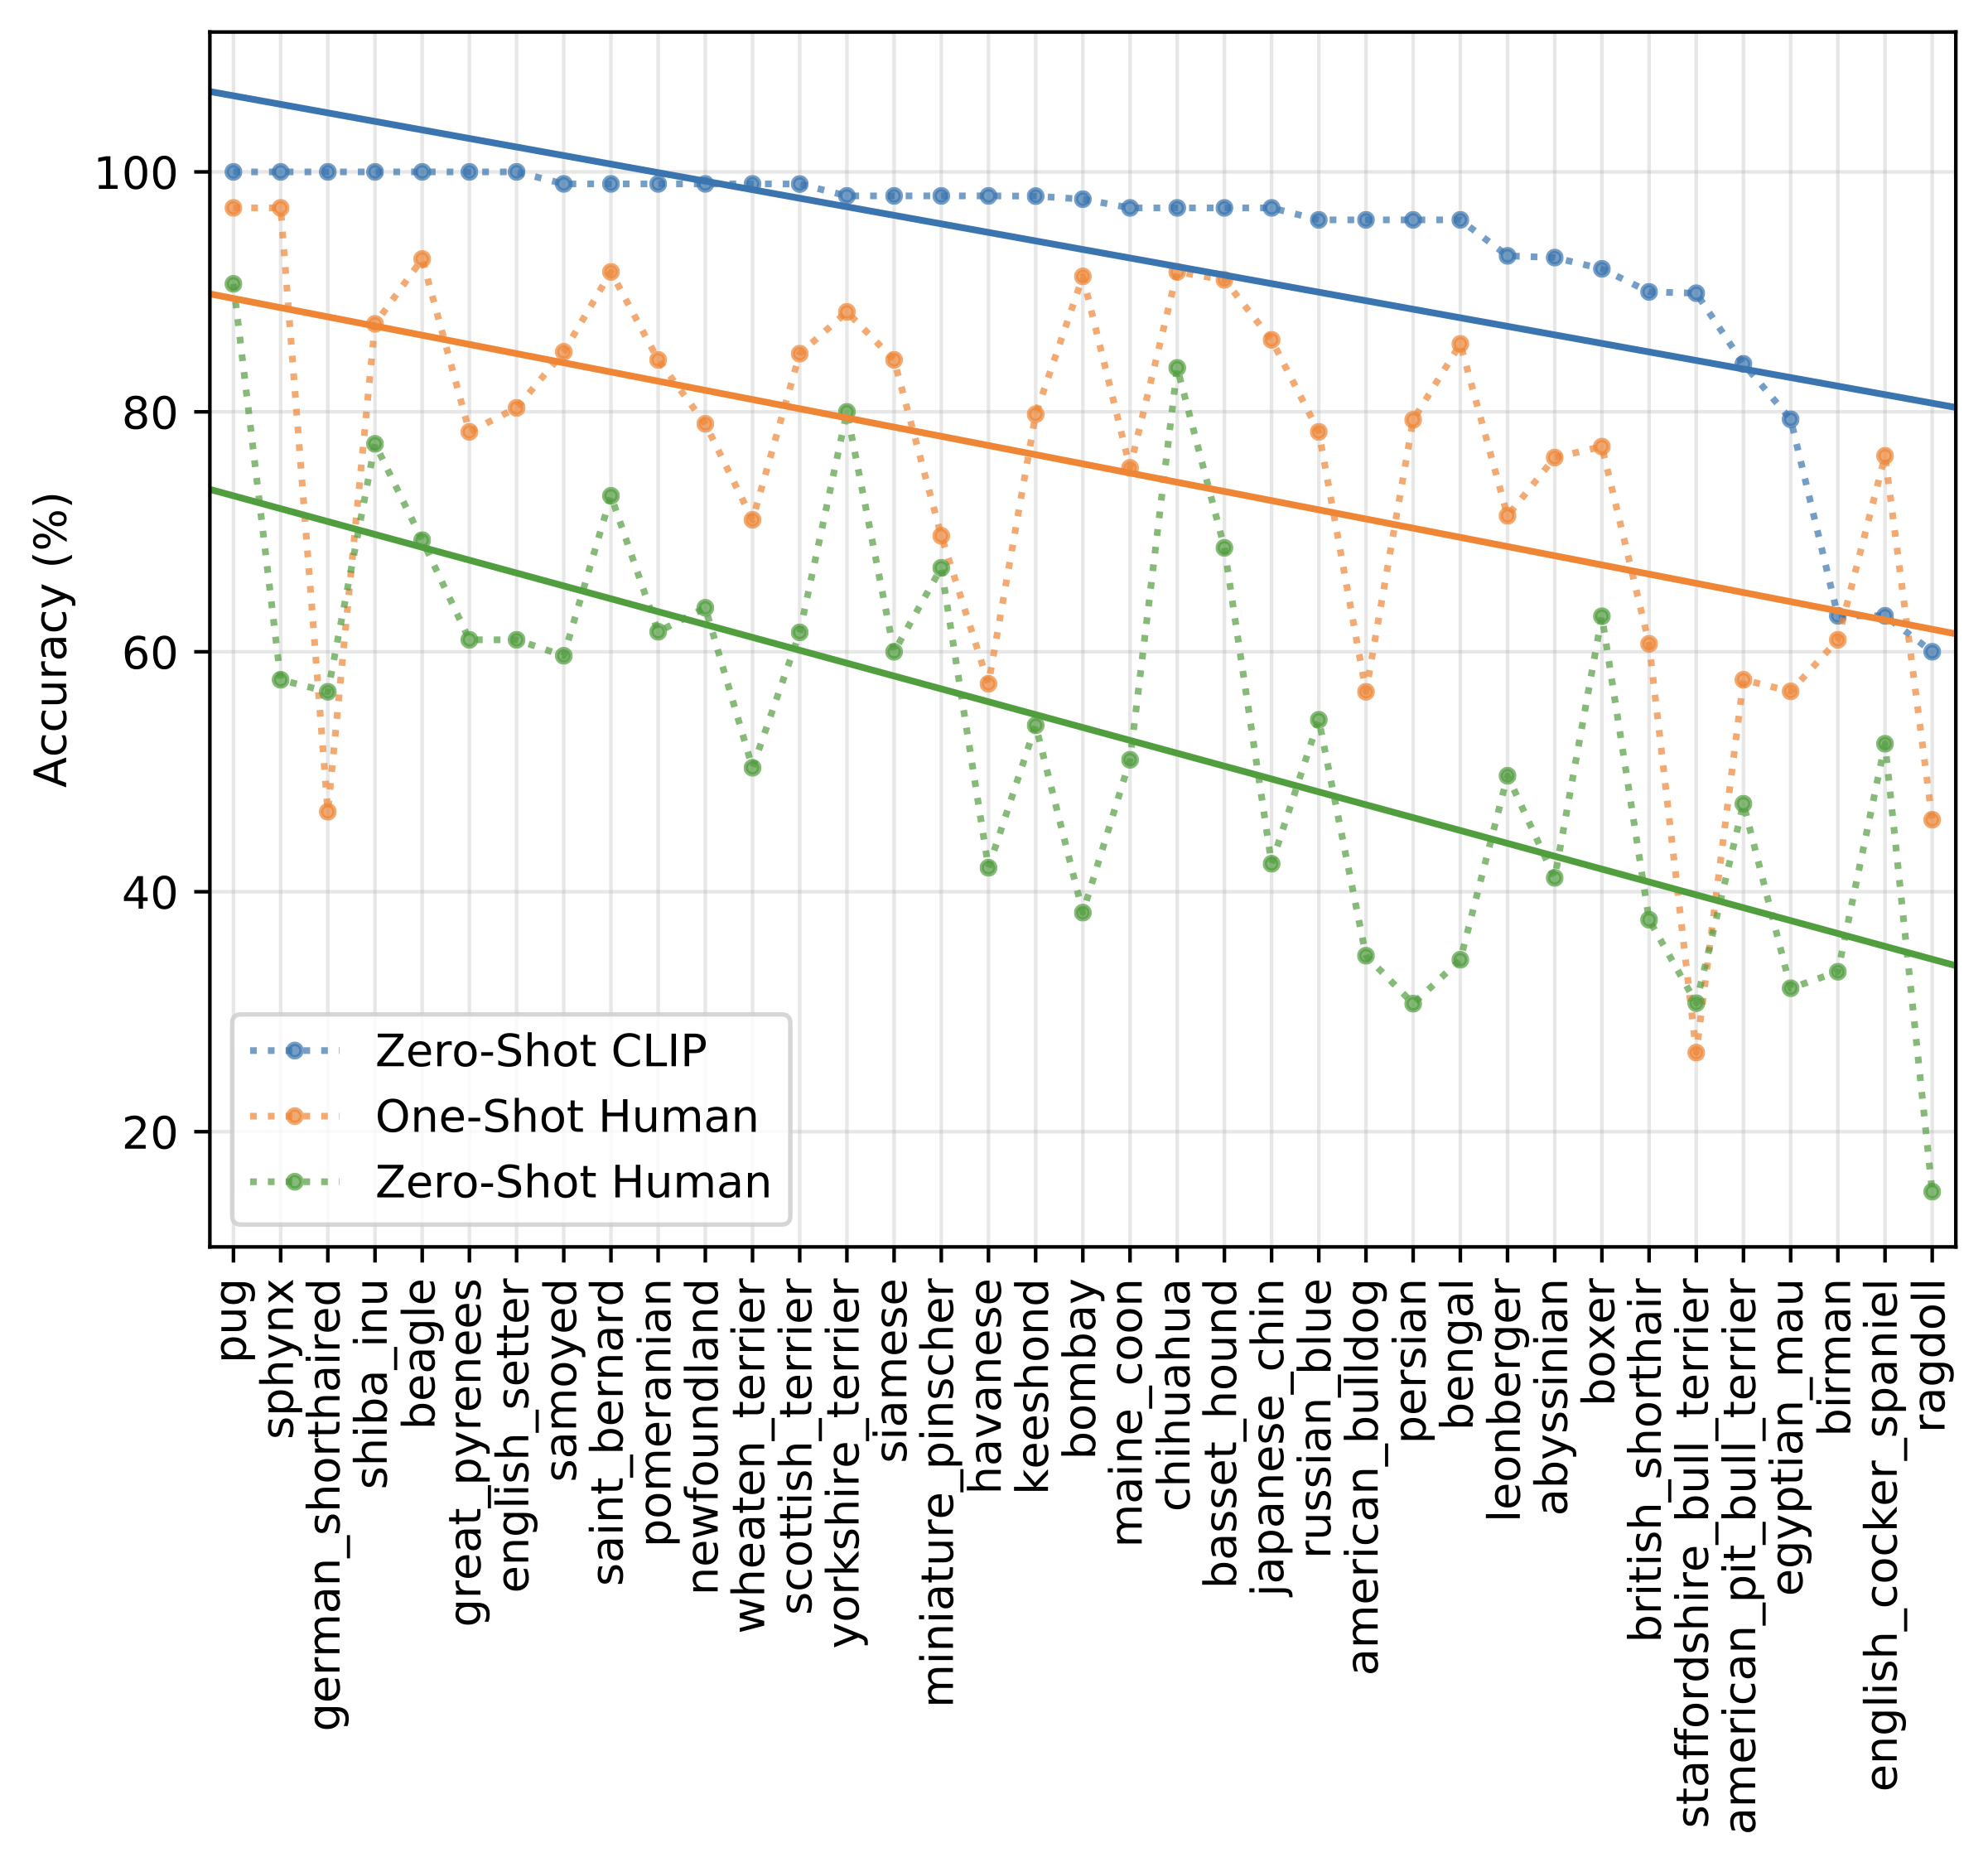 Accuracy (%)
100
80
60
40
20
Zero-Shot CLIP
One-Shot Human
Zero-Shot Human
pug
sphynx
german_shorthaired
shiba_inu
beagle
great_pyrenees
english_setter
samoyed
saint_bernard
pomeranian
newfoundland
wheaten_terrier
scottish_terrier
yorkshire_terrier
siamese
miniature_pinscher
havanese
keeshond
bombay
maine_coon
chihuahua
basset_hound
japanese_chin
russian_blue
american_bulldog
persian
bengal
leonberger
abyssinian
boxer
british_shorthair
staffordshire_bull_terrier
american_pit_bull_terrier
egyptian_mau
birman
english_cocker_spaniel
ragdoll